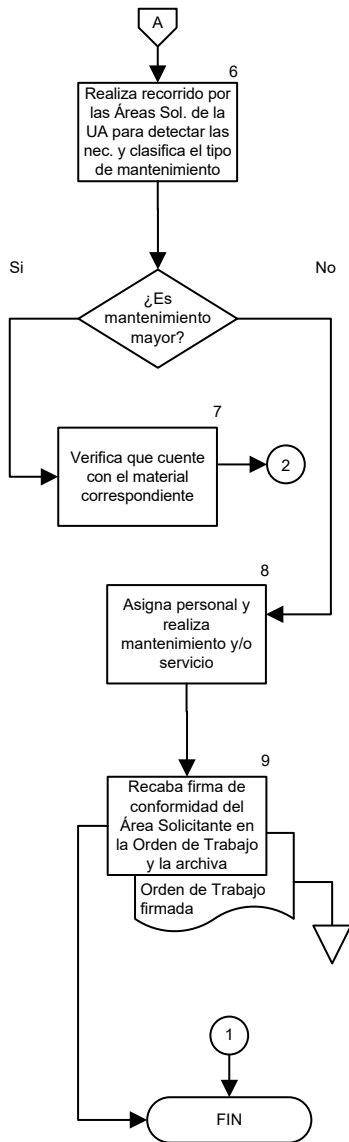 A
6
Realiza recorrido por
las Áreas Sol. de la
UA para detectar las
nec. y clasifica el tipo
de mantenimiento
Si
No
¿Es
mantenimiento
mayor?
7
Verifica que cuente
con el material
correspondiente
2
8
Asigna personal y
realiza
mantenimiento y/o
servicio
9
Recaba firma de
conformidad del
Área Solicitante en
la Orden de Trabajo
y la archiva
Orden de Trabajo
firmada
1
FIN